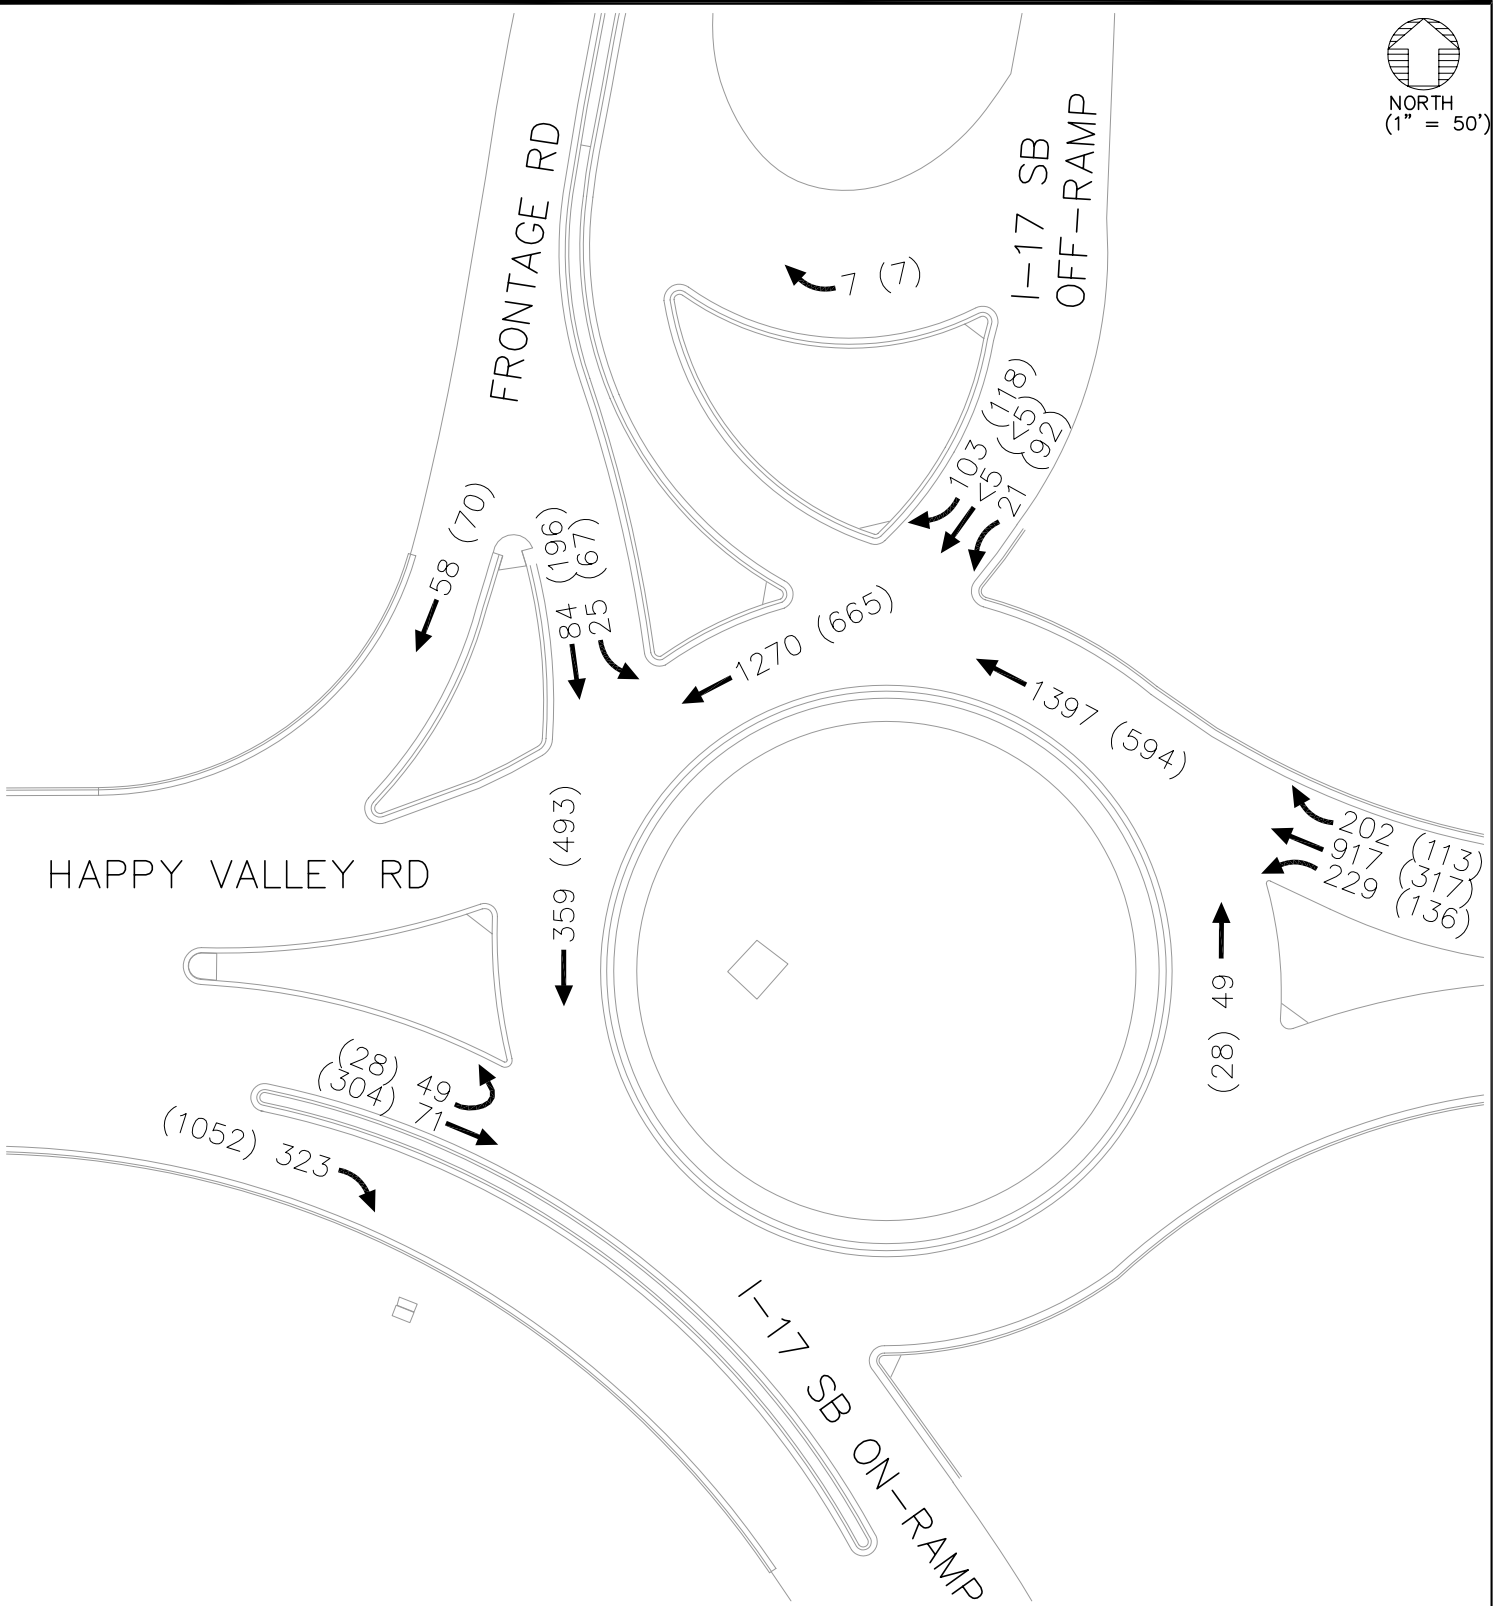 NORTH
(1" = 50')
FRONTAGE RD
I-17 SB
OFF-RAMP
7 (7)
103 (118)
<5 (<5)
21 (92)
58 (70)
84 (196)
25 (67)
1270 (665)
1397 (594)
202 (113)
917 (317)
229 (136)
HAPPY VALLEY RD
359 (493)
(28) 49
(28) 49
(304) 71
(1052) 323
I-17 SB ON-RAMP